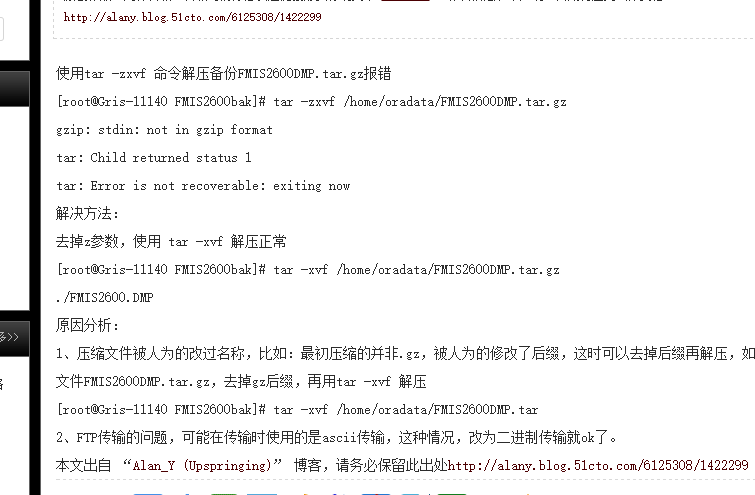 http://alany.blog.51cto.com/6125308/1422299
使用tar -zxvf 命令解压备份FMIS2600DMP.tar.gz报错
[root@Gris-11140 FMIS2600bak]# tar -zxvf /home/oradata/FMIS2600DMP.tar.gz
gzip: stdin: not in gzip format
tar: Child returned status 1
tar: Error is not recoverable: exiting now
解决方法：
去掉z参数，使用 tar -xvf 解压正常
[root@Gris-11140 FMIS2600bak]# tar -xvf /home/oradata/FMIS2600DMP.tar.gz
./FMIS2600.DMP
原因分析：
多>>
1、压缩文件被人为的改过名称，比如：最初压缩的并非.gz，被人为的修改了后缀，这时可以去掉后缀再解压，如
文件FMIS2600DMP.tar.gz，去掉gz后缀，再用tar -xvf 解压
[root@Gris-11140 FMIS2600bak]# tar -xvf /home/oradata/FMIS2600DMP.tar
2、FTP传输的问题，可能在传输时使用的是ascii传输，这种情况，改为二进制传输就ok了。
本文出自 “Alan_Y (Upspringing)” 博客，请务必保留此出处http://alany.blog.51cto.com/6125308/1422299